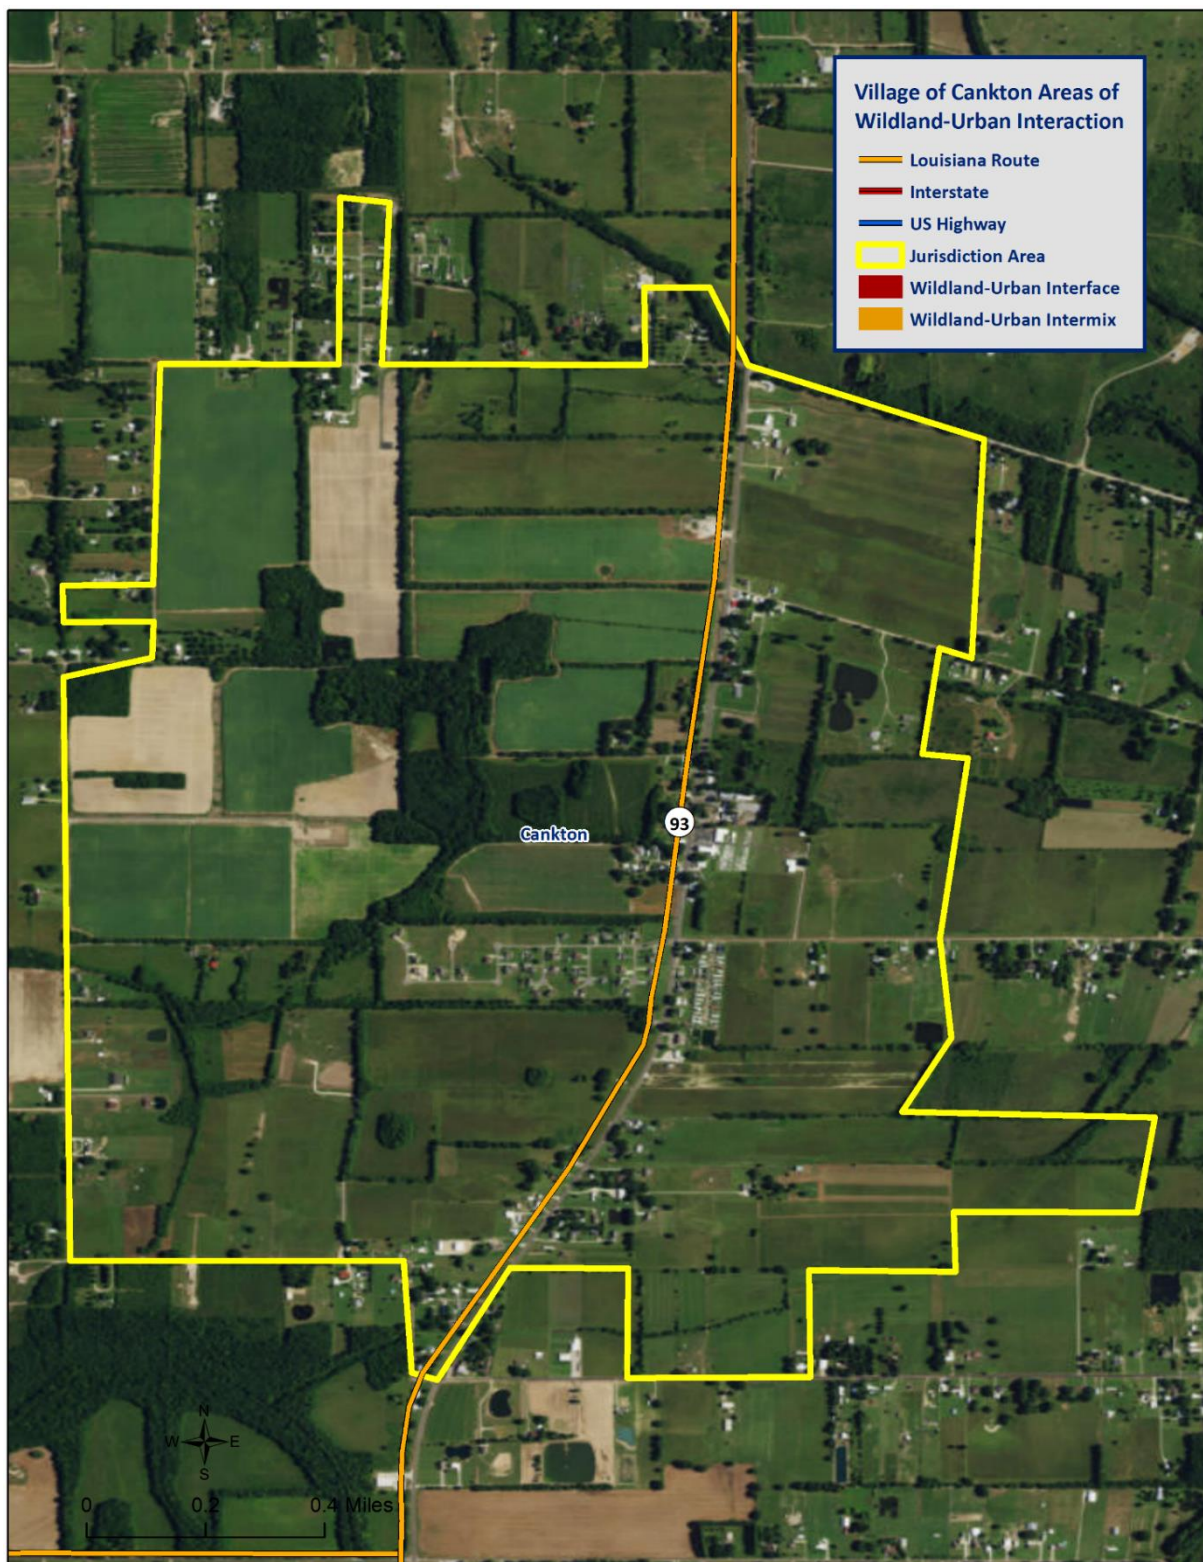 Village of Cankton Areas of
Wildland-Urban Interaction
Louisiana Route
Interstate
US Highway
Jurisdiction Area
Wildland-Urban Interface
Wildland-Urban Intermix
93
Cankton
N
W E
S
0 0.2 0.4 Miles